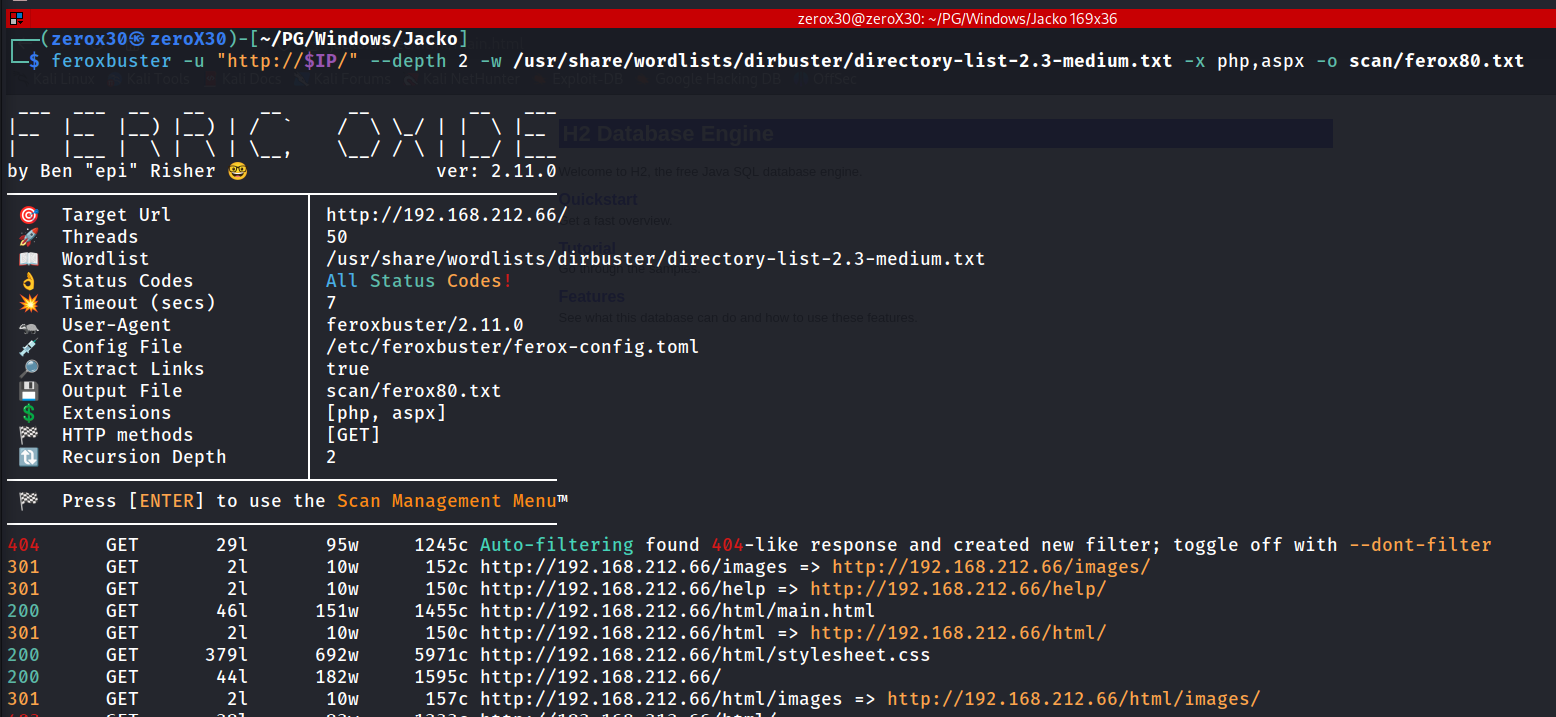 zerox30@zeroX30: ~/PG/Windows/Jacko 169x36
┌──(zerox30㉿zeroX30)-[~/PG/Windows/Jacko]
└─$ feroxbuster -u "http://$IP/" --depth 2 -w /usr/share/wordlists/dirbuster/directory-list-2.3-medium.txt -x php,aspx -o scan/ferox80.txt
Kali Linux Kali Tools Kali Docs Kali Forums Kali NetHunter Exploit-DB Google Hacking DB OffSec
FERRIC OXIDE
H2 Database Engine
by Ben "epi" Risher 🤓 ver: 2.11.0
Welcome to H2, the free Java SQL database engine.
Quickstart
Get a fast overview.
Tutorial
Go through the samples.
Features
See what this database can do and how to use these features.
🎯 Target Url │ http://192.168.212.66/
🚀 Threads │ 50
📖 Wordlist │ /usr/share/wordlists/dirbuster/directory-list-2.3-medium.txt
👌 Status Codes │ All Status Codes!
💥 Timeout (secs) │ 7
🦡 User-Agent │ feroxbuster/2.11.0
💉 Config File │ /etc/feroxbuster/ferox-config.toml
🔎 Extract Links │ true
💾 Output File │ scan/ferox80.txt
💲 Extensions │ [php, aspx]
🏁 HTTP methods │ [GET]
🔃 Recursion Depth │ 2
🏁 Press [ENTER] to use the Scan Management Menu™
404 GET 29l 95w 1245c Auto-filtering found 404-like response and created new filter; toggle off with --dont-filter
301 GET 2l 10w 152c http://192.168.212.66/images => http://192.168.212.66/images/
301 GET 2l 10w 150c http://192.168.212.66/help => http://192.168.212.66/help/
200 GET 46l 151w 1455c http://192.168.212.66/html/main.html
301 GET 2l 10w 150c http://192.168.212.66/html => http://192.168.212.66/html/
200 GET 379l 692w 5971c http://192.168.212.66/html/stylesheet.css
200 GET 44l 182w 1595c http://192.168.212.66/
301 GET 2l 10w 157c http://192.168.212.66/html/images => http://192.168.212.66/html/images/